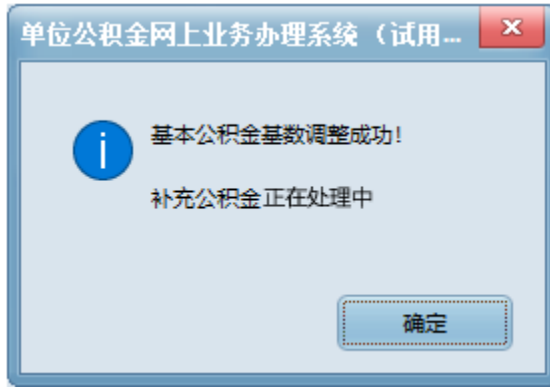 单位公积金网上业务办理系统（试用...
基本公积金基数调整成功!
补充公积金正在处理中
确定